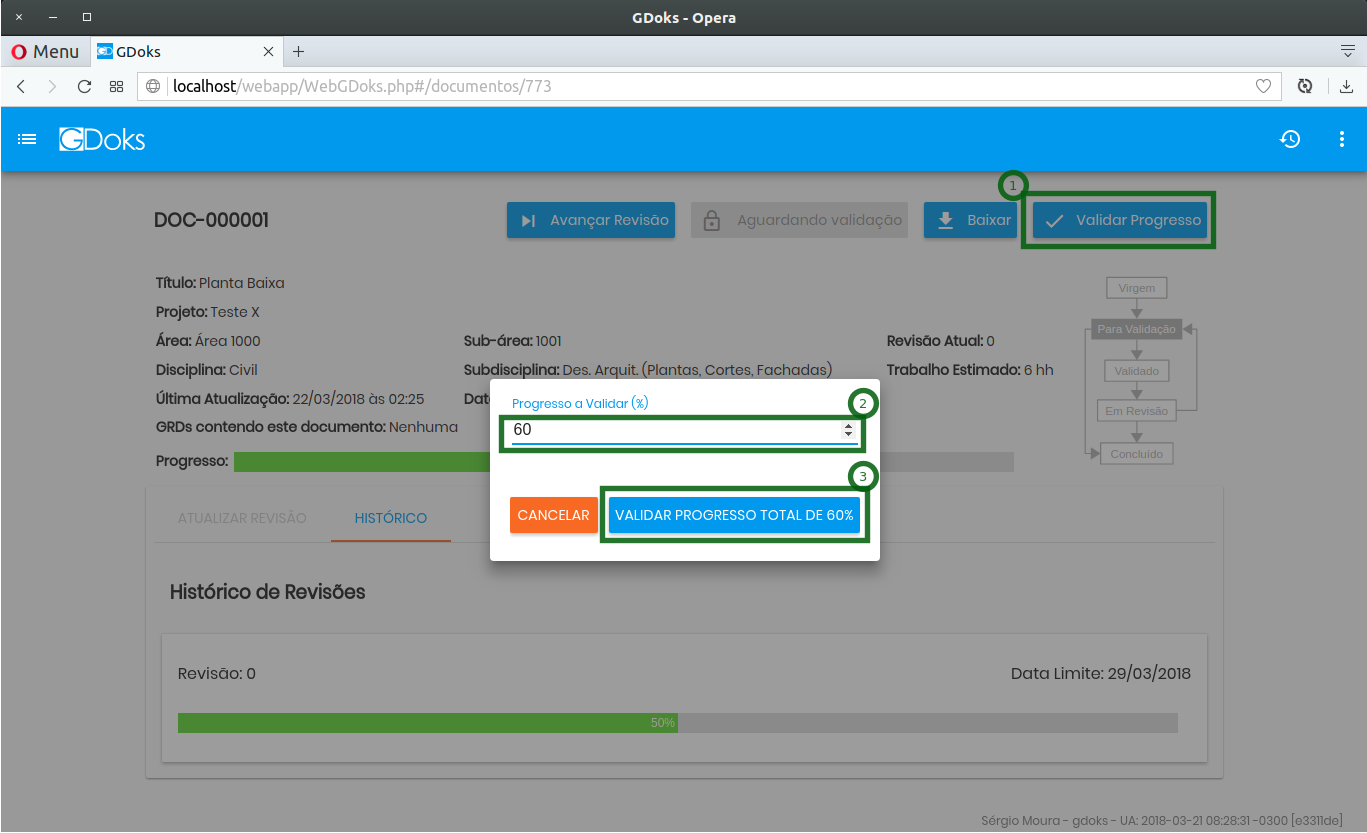 GDoks - Opera
Menu
GDoks
localhost/webapp/WebGDoks.php#/documentos/773
GDoks
1
DOC-000001
Avançar Revisão
Aguardando validação
Baixar
Validar Progresso
Título: Planta Baixa
Projeto: Teste X
Área: Área 1000
Sub-área: 1001
Revisão Atual: 0
Disciplina: Civil
Subdisciplina: Des. Arquit. (Plantas, Cortes, Fachadas)
Trabalho Estimado: 6 hh
Última Atualização: 22/03/2018 às 02:25
GRDs contendo este documento: Nenhuma
Progresso:
Virgem
Para Validação
Validado
Em Revisão
Concluído
Progresso a Validar (%)
2
60
3
CANCELAR
VALIDAR PROGRESSO TOTAL DE 60%
ATUALIZAR REVISÃO
HISTÓRICO
Histórico de Revisões
Revisão: 0
Data Limite: 29/03/2018
50%
Sérgio Moura - gdoks - UA: 2018-03-21 08:28:31 -0300 [e3311de]